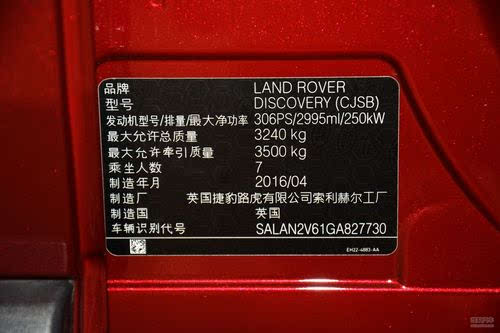 品牌 LAND ROVER
型号 DISCOVERY (CJSB)
发动机型号/排量/最大净功率 306PS/2995ml/250kW
最大允许总质量 3240 kg
最大允许牵引质量 3500 kg
乘坐人数 7
制造年月 2016/04
制造厂 英国捷豹路虎有限公司索利赫尔工厂
制造国 英国
车辆识别代号 SALAN2V61GA827730
EH22-4883-AA